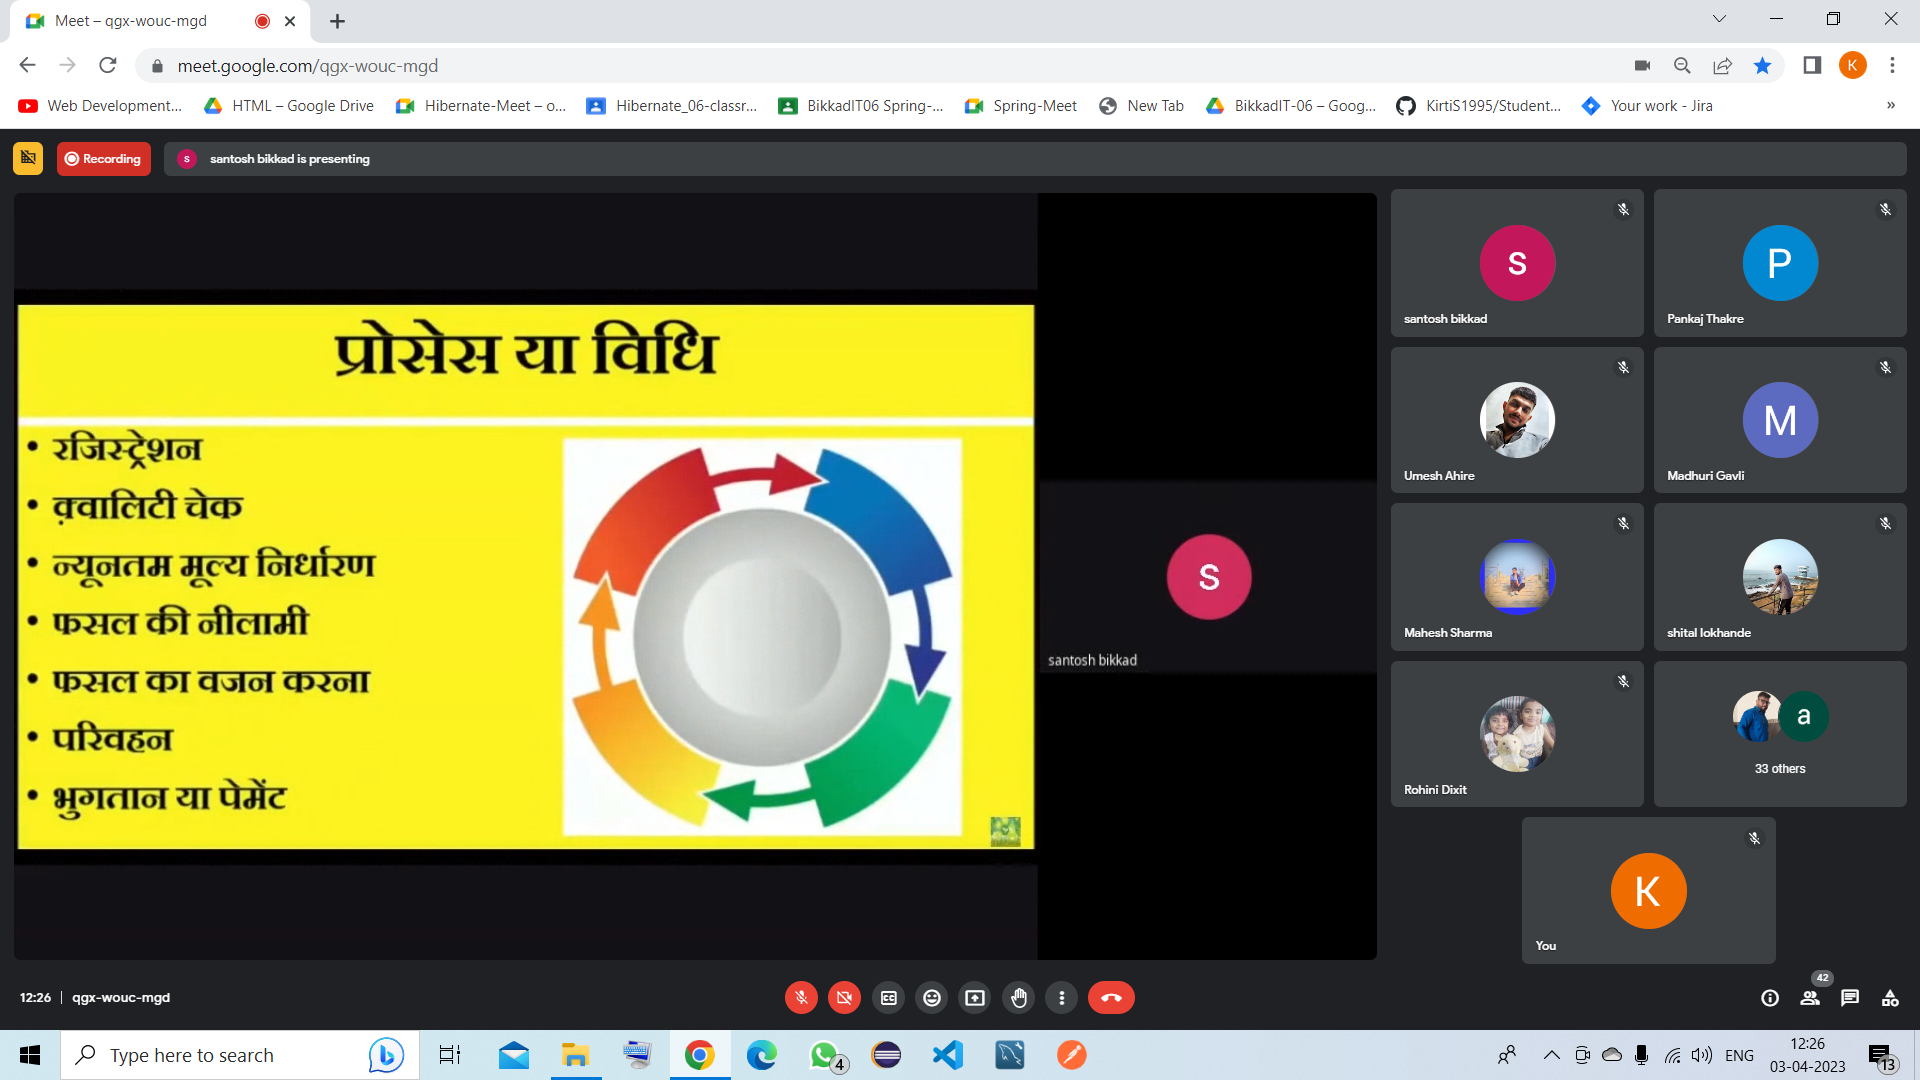 Meet – qgx-wouc-mgd
meet.google.com/qgx-wouc-mgd
K
Web Development...
HTML – Google Drive
Hibernate-Meet – o...
Hibernate_06-classr...
BikkadIT06 Spring-...
Spring-Meet
New Tab
BikkadIT-06 – Goog...
KirtiS1995/Student...
Your work - Jira
»
Recording
s
santosh bikkad is presenting
प्रोसेस या विधि
• रजिस्ट्रेशन
• क़्वालिटी चेक
• न्यूनतम मूल्य निर्धारण
• फसल की नीलामी
• फसल का वजन करना
• परिवहन
• भुगतान या पेमेंट
S
santosh bikkad
s
santosh bikkad
P
Pankaj Thakre
Umesh Ahire
M
Madhuri Gavli
Mahesh Sharma
shital lokhande
Rohini Dixit
a
33 others
K
You
12:26 | qgx-wouc-mgd
CC
42
Type here to search
4
ENG
12:26
03-04-2023
13